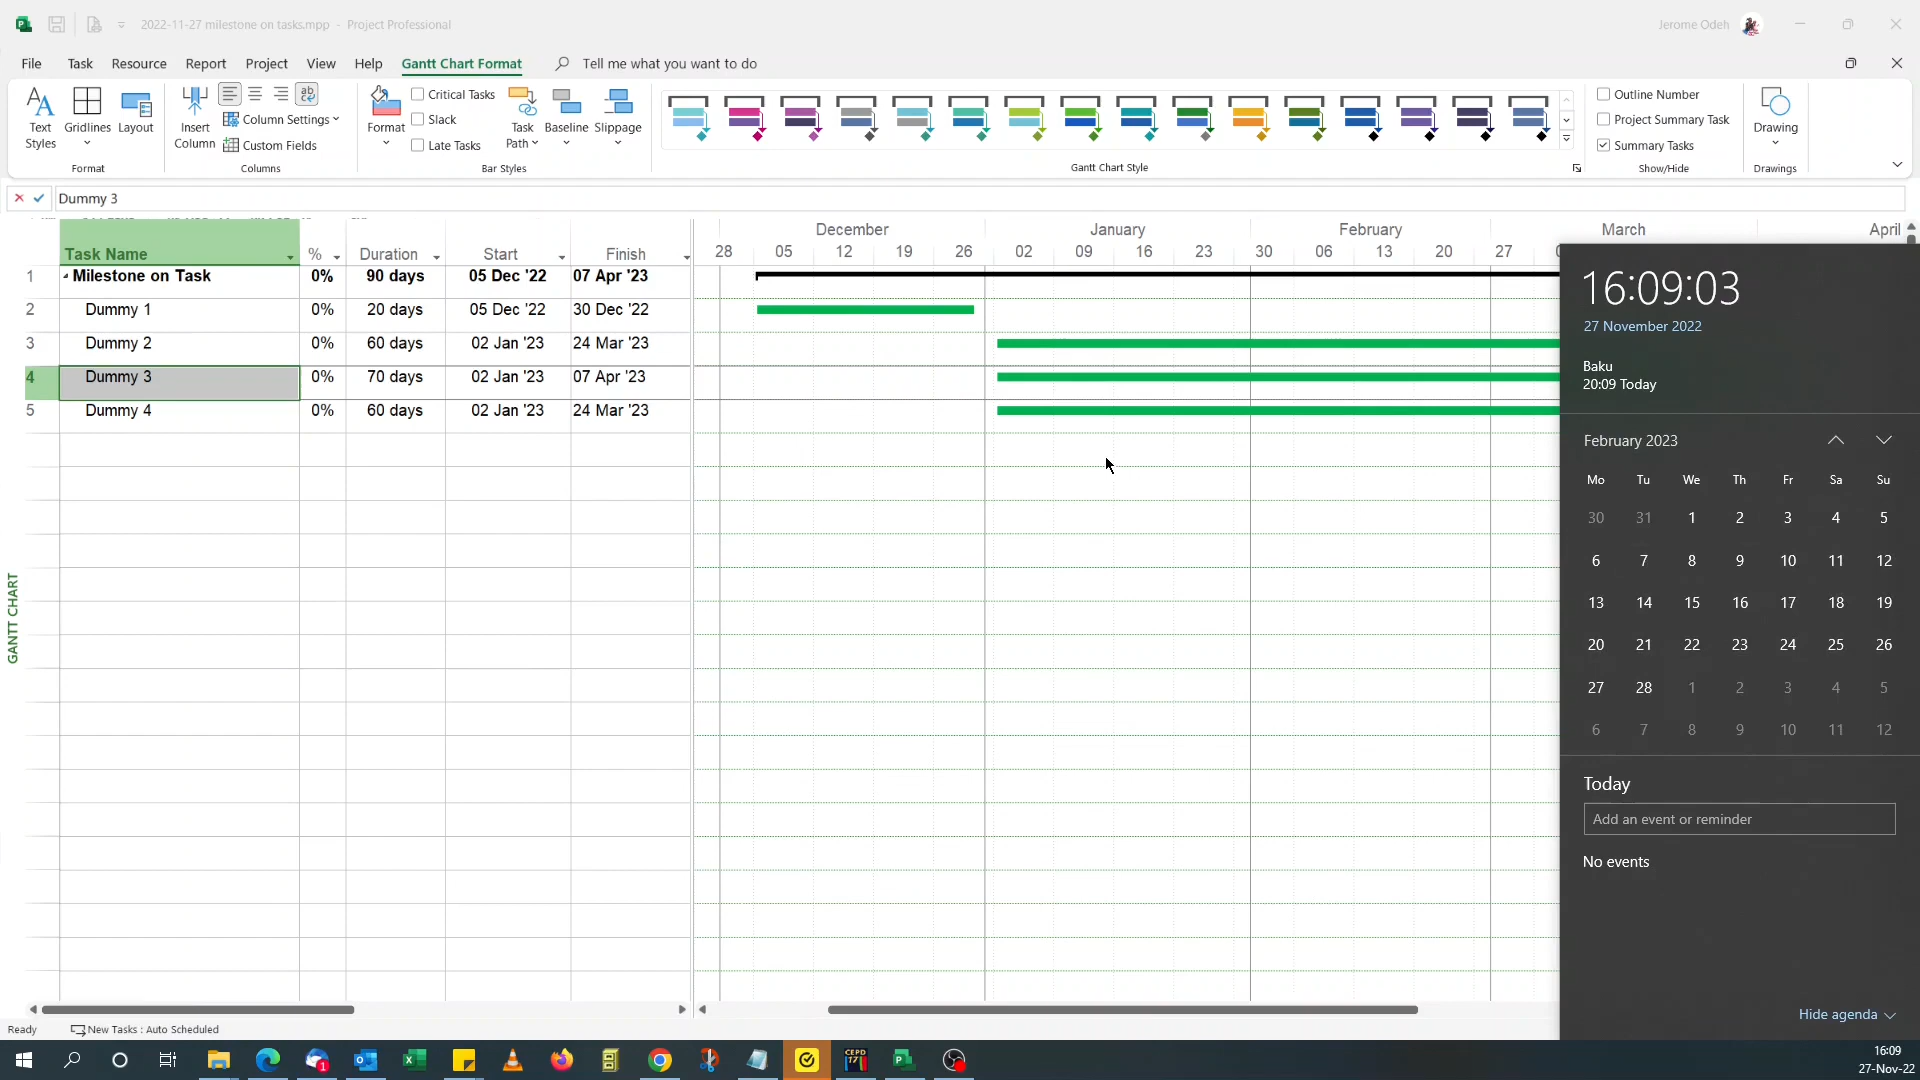 2022-11-27 milestone on tasks.mpp - Project Professional
Jerome Odeh
File Task Resource Report Project View Help Gantt Chart Format Tell me what you want to do
Text Styles
Gridlines
Layout
Format
Insert Column
Column Settings
Custom Fields
Columns
Format
Critical Tasks
Slack
Late Tasks
Task Path
Baseline
Slippage
Bar Styles
Gantt Chart Style
Outline Number
Project Summary Task
Summary Tasks
Show/Hide
Drawing
Drawings
Dummy 3
Task Name % Duration Start Finish
1 Milestone on Task 0% 90 days 05 Dec '22 07 Apr '23
2 Dummy 1 0% 20 days 05 Dec '22 30 Dec '22
3 Dummy 2 0% 60 days 02 Jan '23 24 Mar '23
4 Dummy 3 0% 70 days 02 Jan '23 07 Apr '23
5 Dummy 4 0% 60 days 02 Jan '23 24 Mar '23
December January February March April
28 05 12 19 26 02 09 16 23 30 06 13 20 27
GANTT CHART
16:09:03
27 November 2022
Baku
20:09 Today
February 2023
Mo Tu We Th Fr Sa Su
30 31 1 2 3 4 5
6 7 8 9 10 11 12
13 14 15 16 17 18 19
20 21 22 23 24 25 26
27 28 1 2 3 4 5
6 7 8 9 10 11 12
Today
Add an event or reminder
No events
Hide agenda
Ready New Tasks : Auto Scheduled
1
CEPD
17
16:09
27-Nov-22